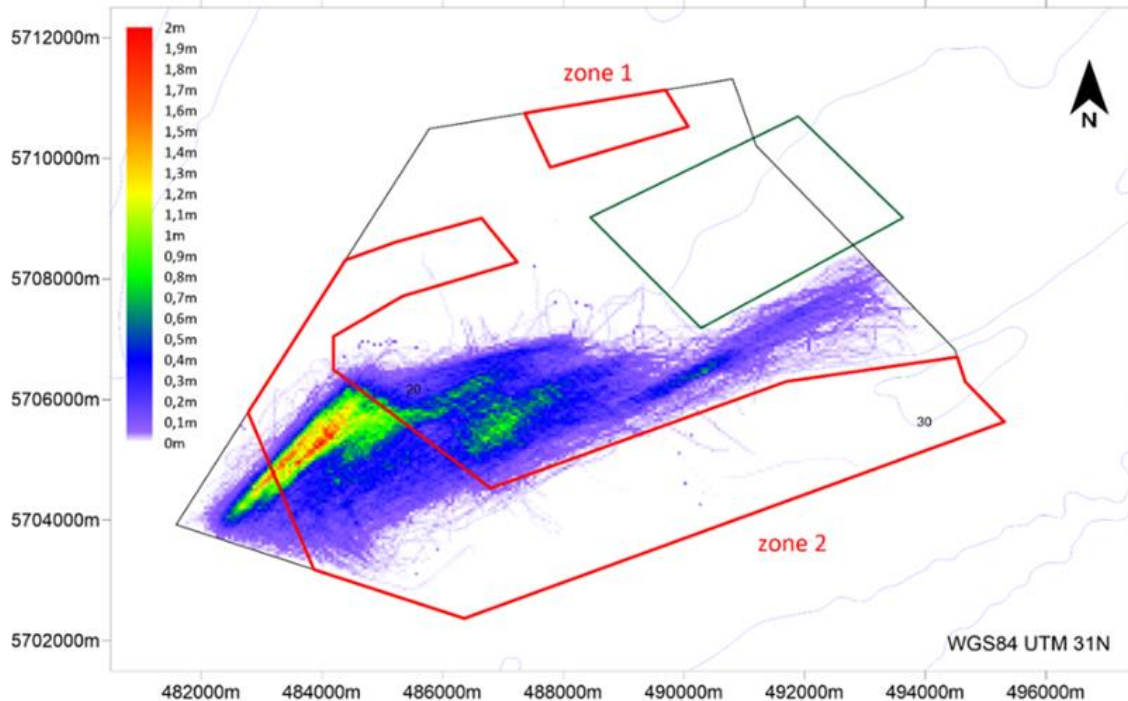 5712000m
5710000m
5708000m
5706000m
5704000m
5702000m
2m
1,9m
1,8m
1,7m
1,6m
1,5m
1,4m
1,3m
1,2m
1,1m
1m
0,9m
0,8m
0,7m
0,6m
0,5m
0,4m
0,3m
0,2m
0,1m
0m
zone 1
N
20
30
zone 2
WGS84 UTM 31N
482000m 484000m 486000m 488000m 490000m 492000m 494000m 496000m